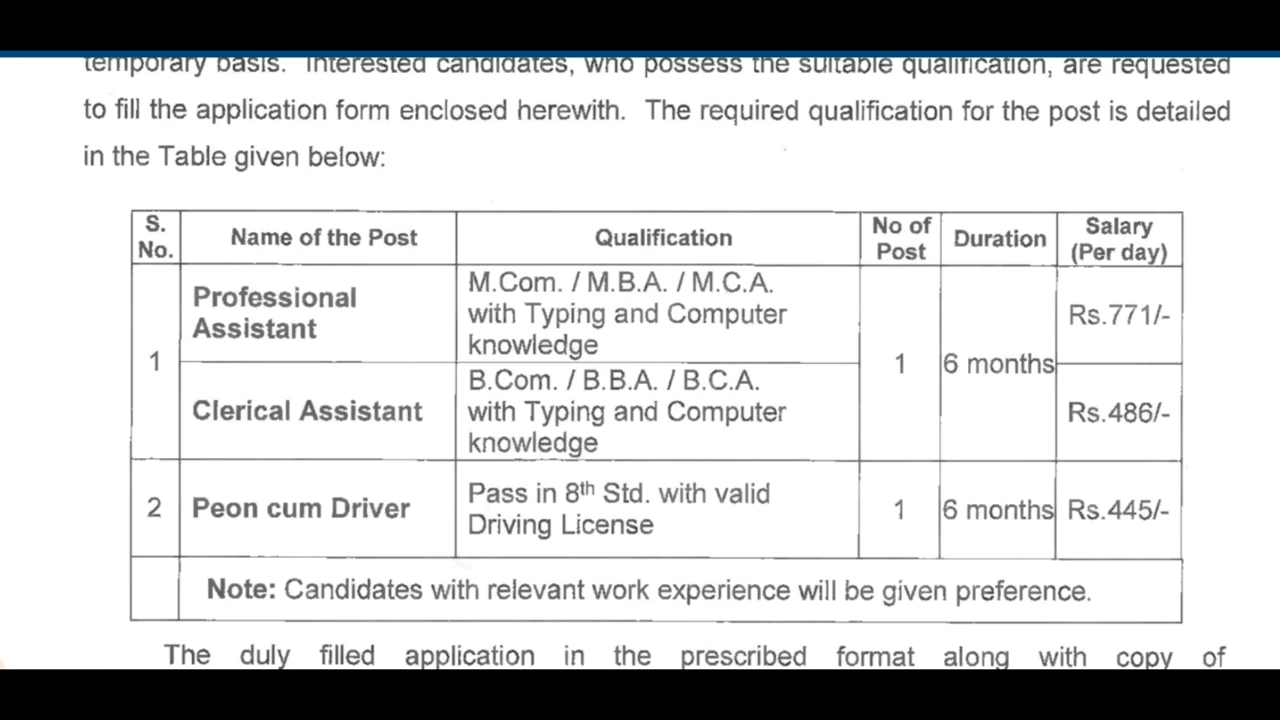 temporary basis. Interested candidates, who possess the suitable qualification, are requested
to fill the application form enclosed herewith. The required qualification for the post is detailed
in the Table given below:
S. No. Name of the Post Qualification No of Post Duration Salary (Per day)
1 Professional Assistant M.Com. / M.B.A. / M.C.A. with Typing and Computer knowledge 1 6 months Rs.771/-
Clerical Assistant B.Com. / B.B.A. / B.C.A. with Typing and Computer knowledge Rs.486/-
2 Peon cum Driver Pass in 8th Std. with valid Driving License 1 6 months Rs.445/-
Note: Candidates with relevant work experience will be given preference.
The duly filled application in the prescribed format along with copy of